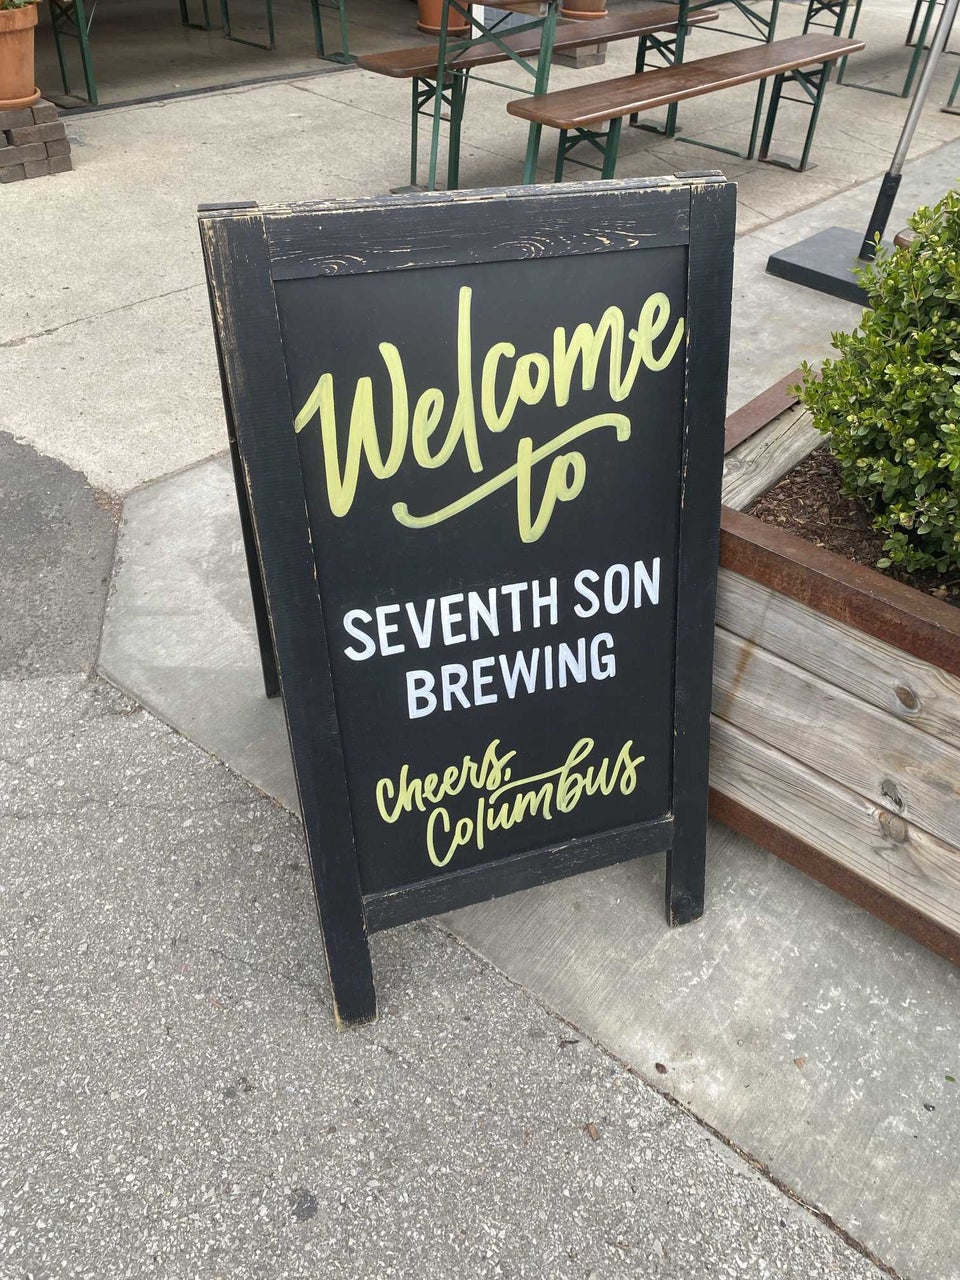 Welcome
to
SEVENTH SON
BREWING
cheers,
Columbus